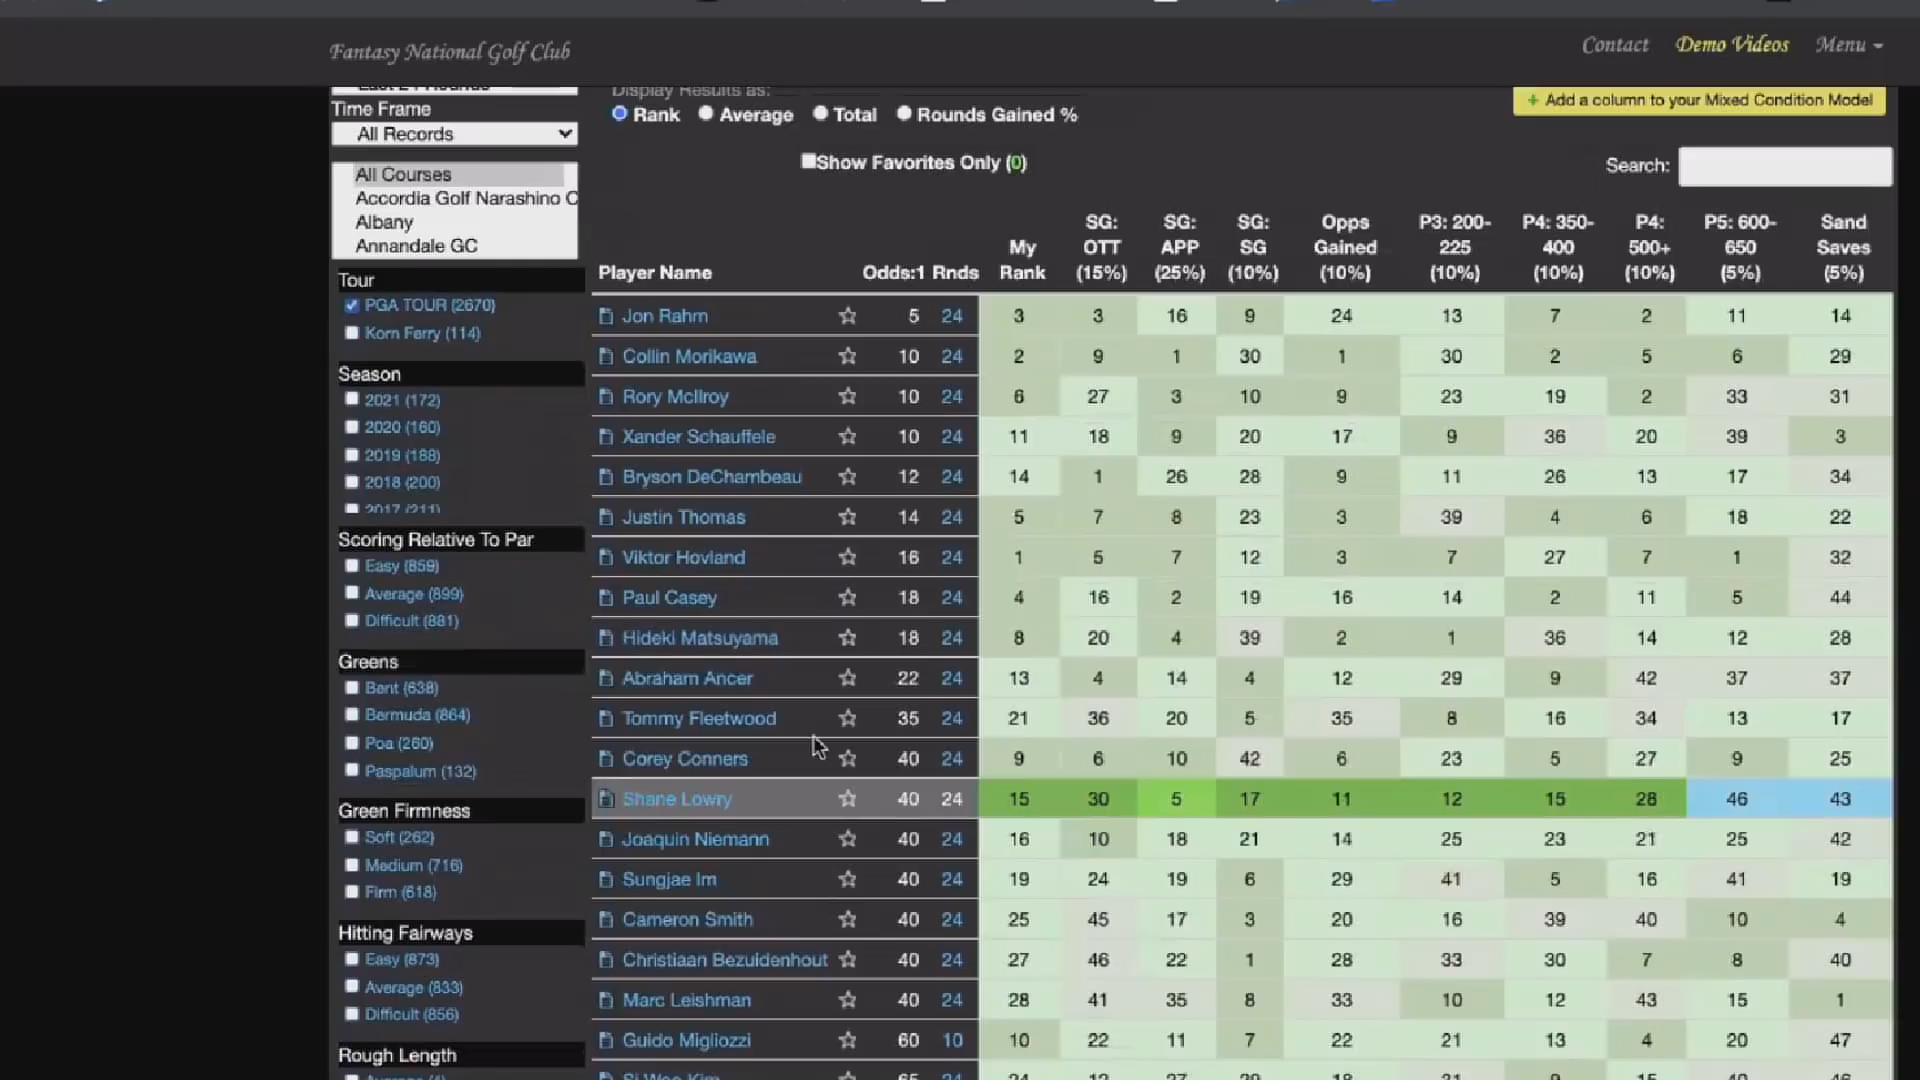 Fantasy National Golf Club
Contact Demo Videos Menu
Time Frame
All Records
All Courses
Accordia Golf Narashino C
Albany
Annandale GC
Tour
PGA TOUR (2670)
Korn Ferry (114)
Season
2021 (172)
2020 (160)
2019 (188)
2018 (200)
2017 (211)
Scoring Relative To Par
Easy (859)
Average (899)
Difficult (881)
Greens
Bent (638)
Bermuda (864)
Poa (260)
Paspalum (132)
Green Firmness
Soft (262)
Medium (716)
Firm (618)
Hitting Fairways
Easy (873)
Average (833)
Difficult (856)
Rough Length
Display Results as:
Rank Average Total Rounds Gained %
+ Add a column to your Mixed Condition Model
Show Favorites Only (0)
Search:
Player Name Odds:1 Rnds My Rank SG: OTT (15%) SG: APP (25%) SG: SG (10%) Opps Gained (10%) P3: 200-225 (10%) P4: 350-400 (10%) P4: 500+ (10%) P5: 600-650 (5%) Sand Saves (5%)
Jon Rahm 5 24 3 3 16 9 24 13 7 2 11 14
Collin Morikawa 10 24 2 9 1 30 1 30 2 5 6 29
Rory McIlroy 10 24 6 27 3 10 9 23 19 2 33 31
Xander Schauffele 10 24 11 18 9 20 17 9 36 20 39 3
Bryson DeChambeau 12 24 14 1 26 28 9 11 26 13 17 34
Justin Thomas 14 24 5 7 8 23 3 39 4 6 18 22
Viktor Hovland 16 24 1 5 7 12 3 7 27 7 1 32
Paul Casey 18 24 4 16 2 19 16 14 2 11 5 44
Hideki Matsuyama 18 24 8 20 4 39 2 1 36 14 12 28
Abraham Ancer 22 24 13 4 14 4 12 29 9 42 37 37
Tommy Fleetwood 35 24 21 36 20 5 35 8 16 34 13 17
Corey Conners 40 24 9 6 10 42 6 23 5 27 9 25
Shane Lowry 40 24 15 30 5 17 11 12 15 28 46 43
Joaquin Niemann 40 24 16 10 18 21 14 25 23 21 25 42
Sungjae Im 40 24 19 24 19 6 29 41 5 16 41 19
Cameron Smith 40 24 25 45 17 3 20 16 39 40 10 4
Christiaan Bezuidenhout 40 24 27 46 22 1 28 33 30 7 8 40
Marc Leishman 40 24 28 41 35 8 33 10 12 43 15 1
Guido Migliozzi 60 10 10 22 11 7 22 21 13 4 20 47
Si Woo Kim